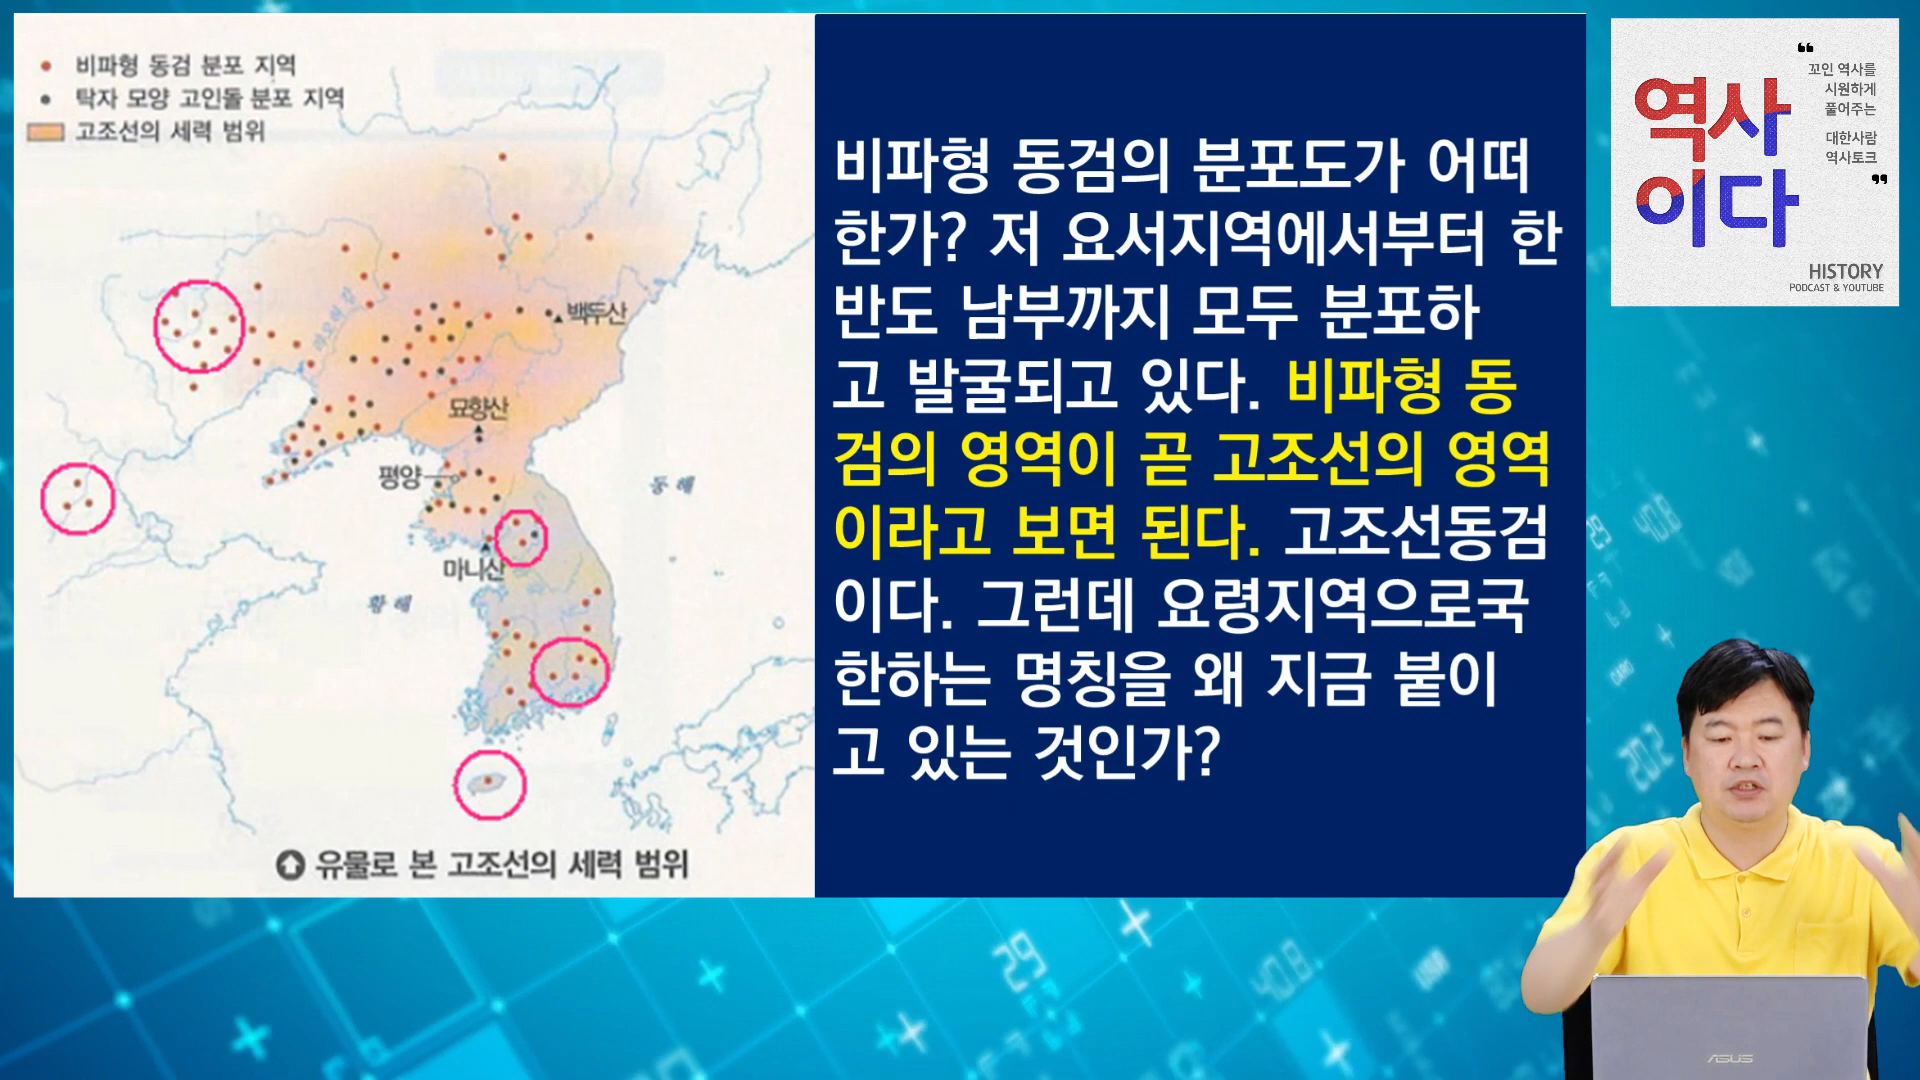 비파형 동검 분포 지역
탁자 모양 고인돌 분포 지역
고조선의 세력 범위
백두산
묘향산
평양
마니산
동해
황해
유물로 본 고조선의 세력 범위
비파형 동검의 분포도가 어떠
한가? 저 요서지역에서부터 한
반도 남부까지 모두 분포하
고 발굴되고 있다. 비파형 동
검의 영역이 곧 고조선의 영역
이라고 보면 된다. 고조선동검
이다. 그런데 요령지역으로국
한하는 명칭을 왜 지금 붙이
고 있는 것인가?
“
꼬인 역사를
시원하게
풀어주는
대한사람
역사토크
”
역사
이다
HISTORY
PODCAST & YOUTUBE
29
40.8
20.2
29
40.8
ASUS